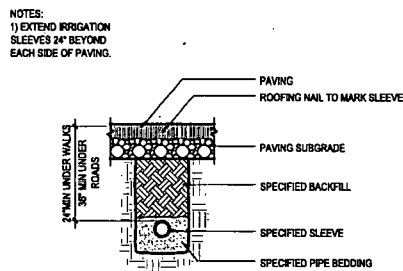 NOTES:
1) EXTEND IRRIGATION
SLEEVES 24" BEYOND
EACH SIDE OF PAVING.
PAVING
ROOFING NAIL TO MARK SLEEVE
PAVING SUBGRADE
24"MIN UNDER WALKS
36" MIN UNDER
ROADS
SPECIFIED BACKFILL
SPECIFIED SLEEVE
SPECIFIED PIPE BEDDING